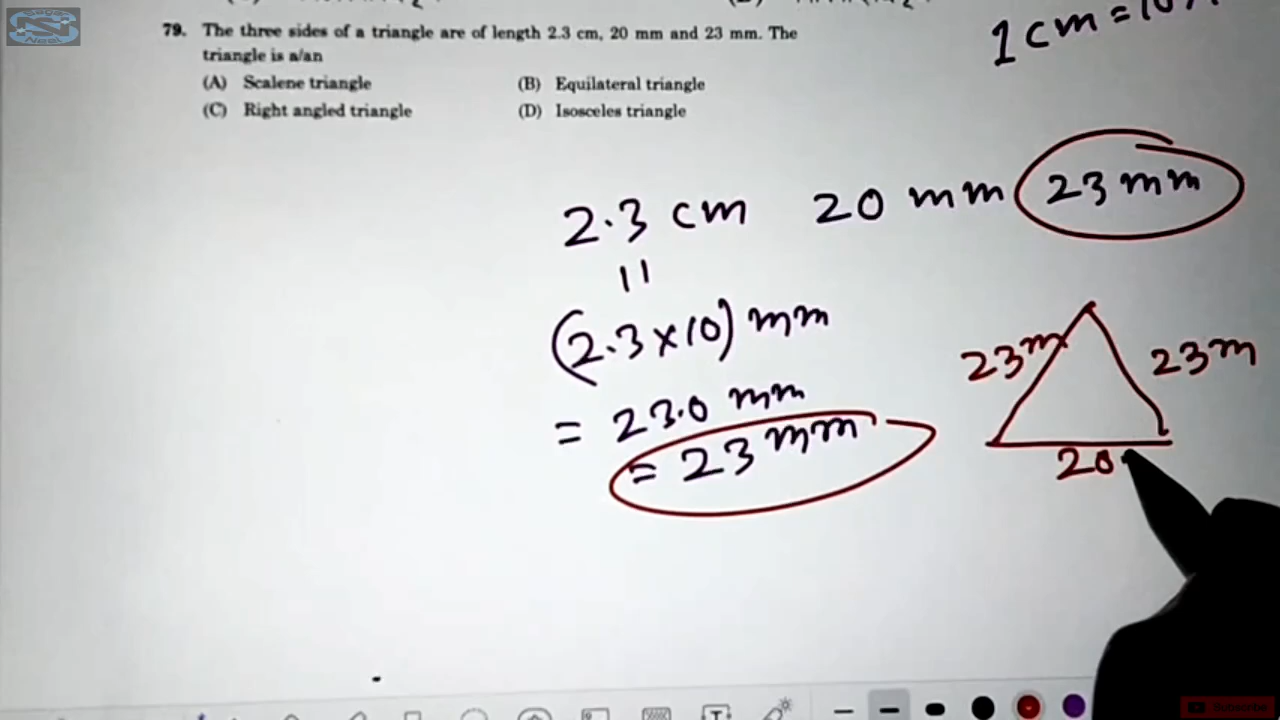 79. The three sides of a triangle are of length 2.3 cm, 20 mm and 23 mm. The
triangle is a/an
(A) Scalene triangle (B) Equilateral triangle
(C) Right angled triangle (D) Isosceles triangle
1 cm = 10
2.3 cm 20 mm 23 mm
=
(2.3 × 10) mm
= 23.0 mm
= 23 mm
23m 23m
20
Subscribe